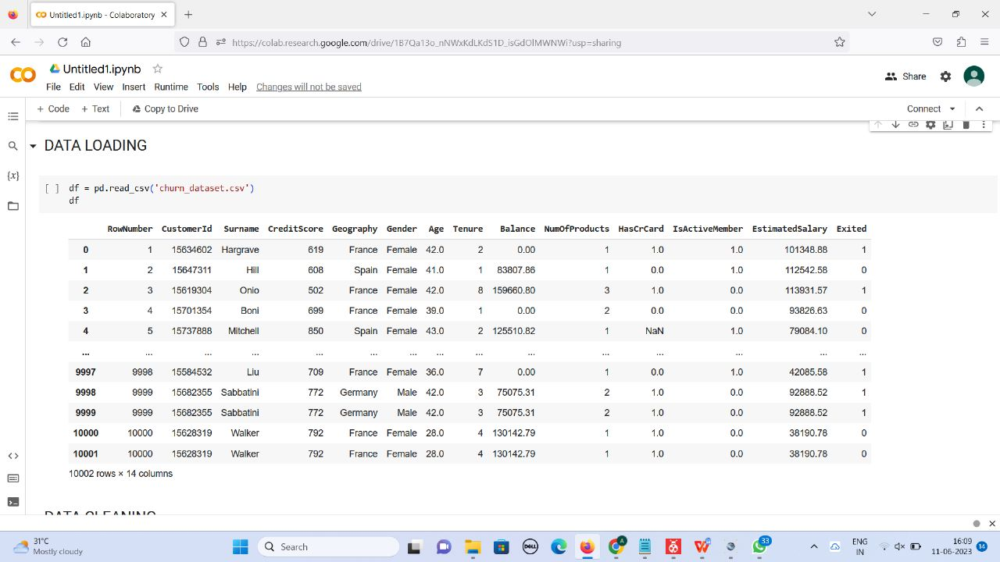 Untitled1.ipynb - Colaboratory
https://colab.research.google.com/drive/1B7Qa13o_nNWxKdLKdS1D_isGdOlMWNWi?usp=sharing
Untitled1.ipynb
File Edit View Insert Runtime Tools Help Changes will not be saved
Share
+ Code + Text Copy to Drive Connect
DATA LOADING
[ ] df = pd.read_csv('churn_dataset.csv')
df
RowNumber CustomerId Surname CreditScore Geography Gender Age Tenure Balance NumOfProducts HasCrCard IsActiveMember EstimatedSalary Exited
0 1 15634602 Hargrave 619 France Female 42.0 2 0.00 1 1.0 1.0 101348.88 1
1 2 15647311 Hill 608 Spain Female 41.0 1 83807.86 1 0.0 1.0 112542.58 0
2 3 15619304 Onio 502 France Female 42.0 8 159660.80 3 1.0 0.0 113931.57 1
3 4 15701354 Boni 699 France Female 39.0 1 0.00 2 0.0 0.0 93826.63 0
4 5 15737888 Mitchell 850 Spain Female 43.0 2 125510.82 1 NaN 1.0 79084.10 0
... ... ... ... ... ... ... ... ... ... ... ... ... ... ...
9997 9998 15584532 Liu 709 France Female 36.0 7 0.00 1 0.0 1.0 42085.58 1
9998 9999 15682355 Sabbatini 772 Germany Male 42.0 3 75075.31 2 1.0 0.0 92888.52 1
9999 9999 15682355 Sabbatini 772 Germany Male 42.0 3 75075.31 2 1.0 0.0 92888.52 1
10000 10000 15628319 Walker 792 France Female 28.0 4 130142.79 1 1.0 0.0 38190.78 0
10001 10000 15628319 Walker 792 France Female 28.0 4 130142.79 1 1.0 0.0 38190.78 0
10002 rows × 14 columns
DATA CLEANING
31°C
Mostly cloudy
Search
DELL
A
33
ENG
IN
16:09
11-06-2023
14